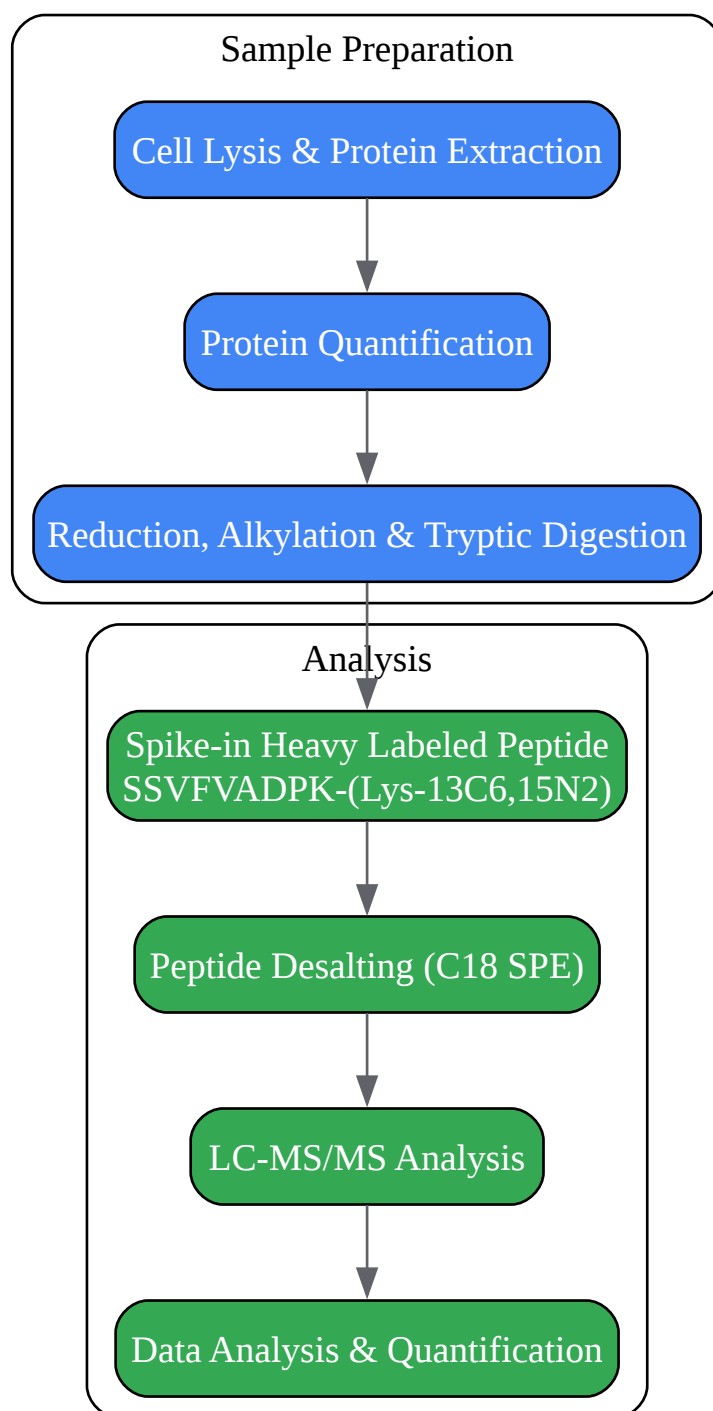 Sample Preparation
Cell Lysis & Protein Extraction
Protein Quantification
Reduction, Alkylation & Tryptic Digestion
Analysis
Spike-in Heavy Labeled Peptide
SSVFVADPK-(Lys-13C6,15N2)
Peptide Desalting (C18 SPE)
LC-MS/MS Analysis
Data Analysis & Quantification